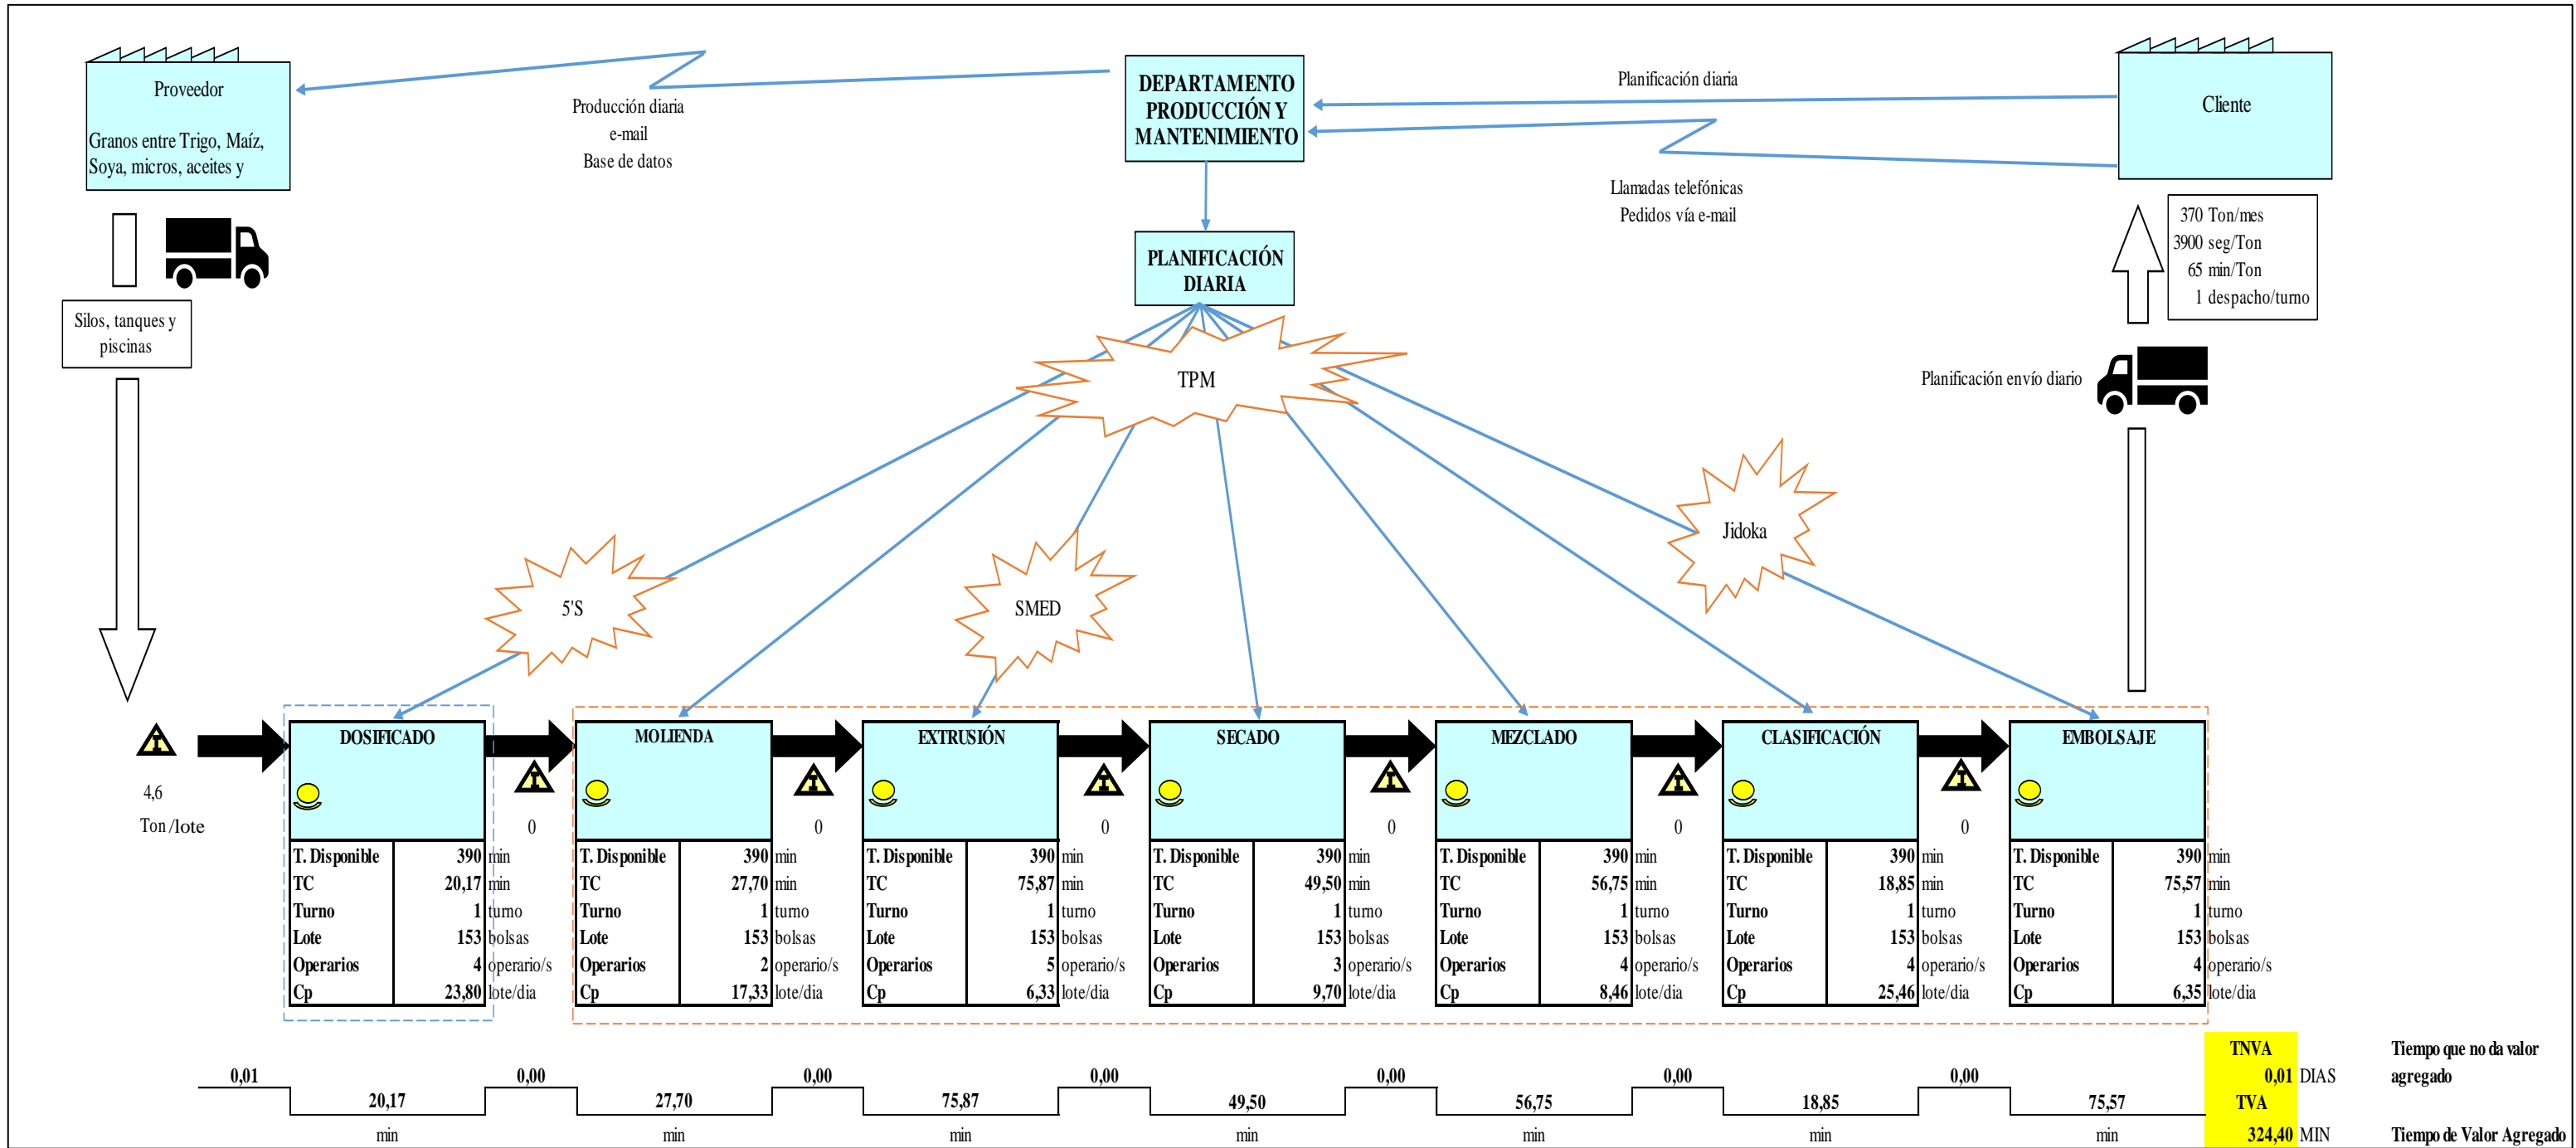 Proveedor
Granos entre Trigo, Maíz,
Soya, micros, aceites y
Producción diaria
e-mail
Base de datos
DEPARTAMENTO
PRODUCCIÓN Y
MANTENIMIENTO
Planificación diaria
Llamadas telefónicas
Pedidos vía e-mail
Cliente
370 Ton/mes
3900 seg/Ton
65 min/Ton
1 despacho/turno
PLANIFICACIÓN
DIARIA
Silos, tanques y
piscinas
Planificación envío diario
TPM
5'S
SMED
Jidoka
4,6
Ton/lote
DOSIFICADO
T. Disponible 390 min
TC 20,17 min
Turno 1 turno
Lote 153 bolsas
Operarios 4 operario/s
Cp 23,80 lote/dia
0
MOLIENDA
T. Disponible 390 min
TC 27,70 min
Turno 1 turno
Lote 153 bolsas
Operarios 2 operario/s
Cp 17,33 lote/dia
0
EXTRUSIÓN
T. Disponible 390 min
TC 75,87 min
Turno 1 turno
Lote 153 bolsas
Operarios 5 operario/s
Cp 6,33 lote/dia
0
SECADO
T. Disponible 390 min
TC 49,50 min
Turno 1 turno
Lote 153 bolsas
Operarios 3 operario/s
Cp 9,70 lote/dia
0
MEZCLADO
T. Disponible 390 min
TC 56,75 min
Turno 1 turno
Lote 153 bolsas
Operarios 4 operario/s
Cp 8,46 lote/dia
0
CLASIFICACIÓN
T. Disponible 390 min
TC 18,85 min
Turno 1 turno
Lote 153 bolsas
Operarios 4 operario/s
Cp 25,46 lote/dia
0
EMBOLSAJE
T. Disponible 390 min
TC 75,57 min
Turno 1 turno
Lote 153 bolsas
Operarios 4 operario/s
Cp 6,35 lote/dia
0,01 0,00 0,00 0,00 0,00 0,00 0,00
20,17 27,70 75,87 49,50 56,75 18,85 75,57
min min min min min min min
TNVA
0,01 DIAS
Tiempo que no da valor
agregado
TVA
324,40 MIN
Tiempo de Valor Agregado